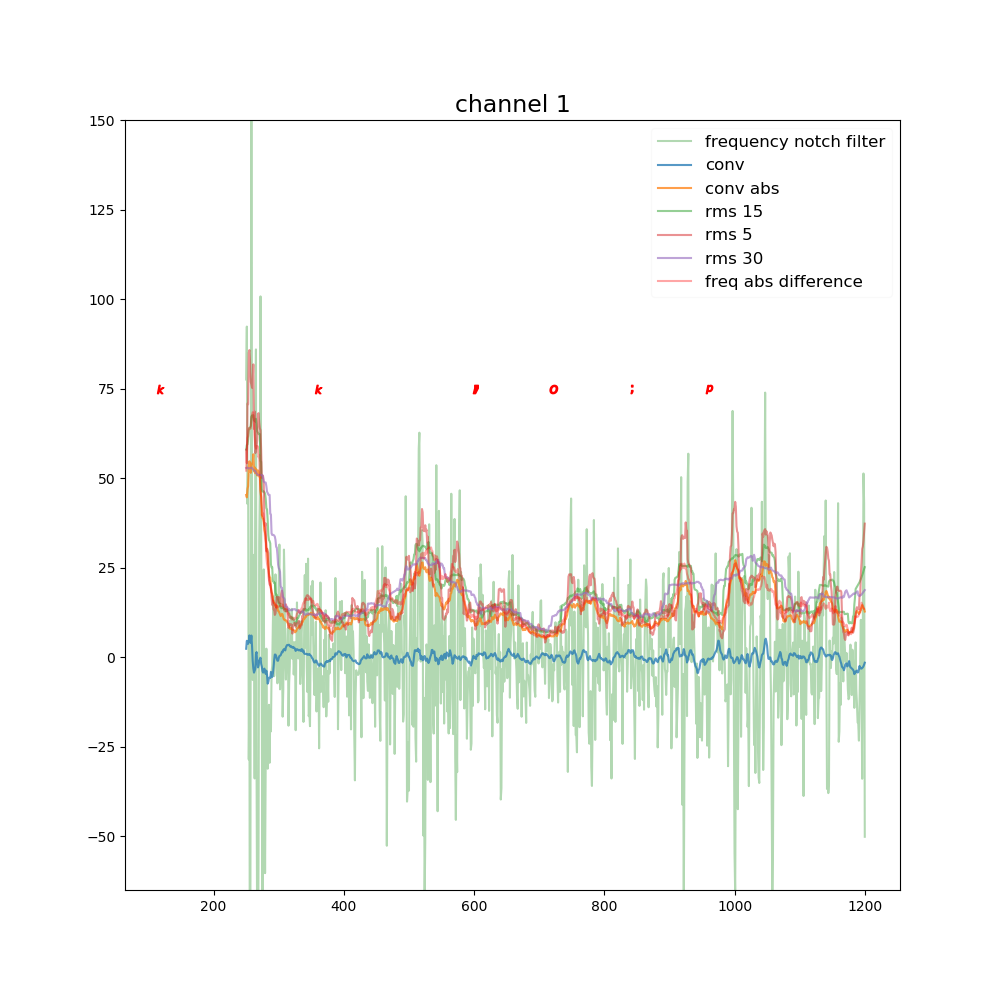 channel 1
150
125
100
75
50
25
0
−25
−50
frequency notch filter
conv
conv abs
rms 15
rms 5
rms 30
freq abs difference
k k O ; p
200 400 600 800 1000 1200